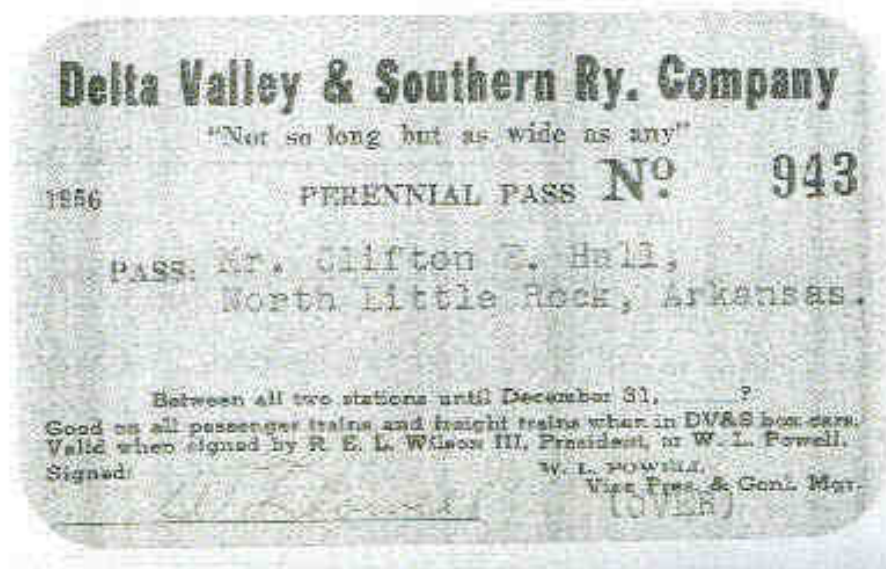 Delta Valley & Southern Ry. Company
"Not so long but as wide as any"
1956 PERENNIAL PASS Nº 943
PASS: Mr. Clifton E. Hall,
North Little Rock, Arkansas.
Between all two stations until December 31, ____?
Good on all passenger trains and freight trains when in DV&S box cars.
Valid when signed by R. E. L. Wilson III, President, or W. L. Powell.
Signed: W. L. POWELL,
Vice Pres. & Genl. Mgr.
(OVER)